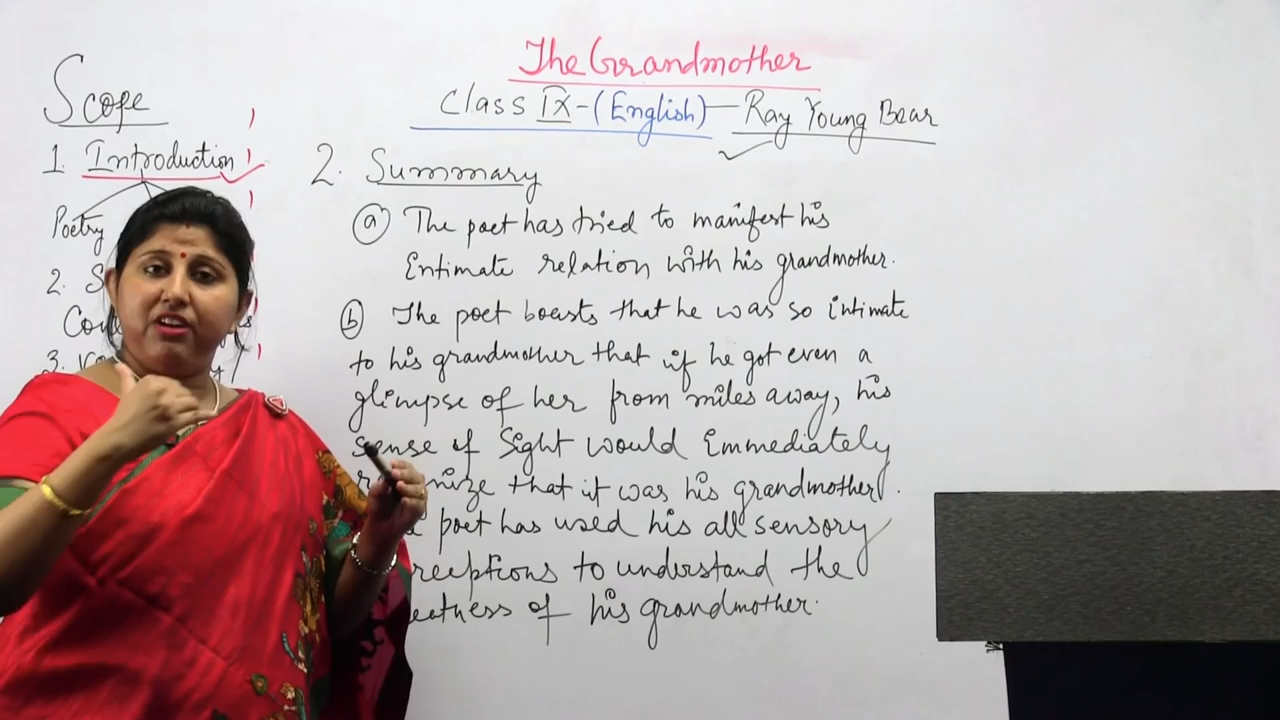 The Grandmother
Class IX - (English) - Ray Young Bear
Scope
1. Introduction
Poetry
2.
3.
2. Summary
(a) The poet has tried to manifest his
Entimate relation with his grandmother.
(b) The poet boasts that he was so intimate
to his grandmother that if he got even a
glimpse of her from miles away, his
sense of Sight would Emmediately
that it was his grandmother.
poet has used his all sensory
to understand the
of his grandmother.